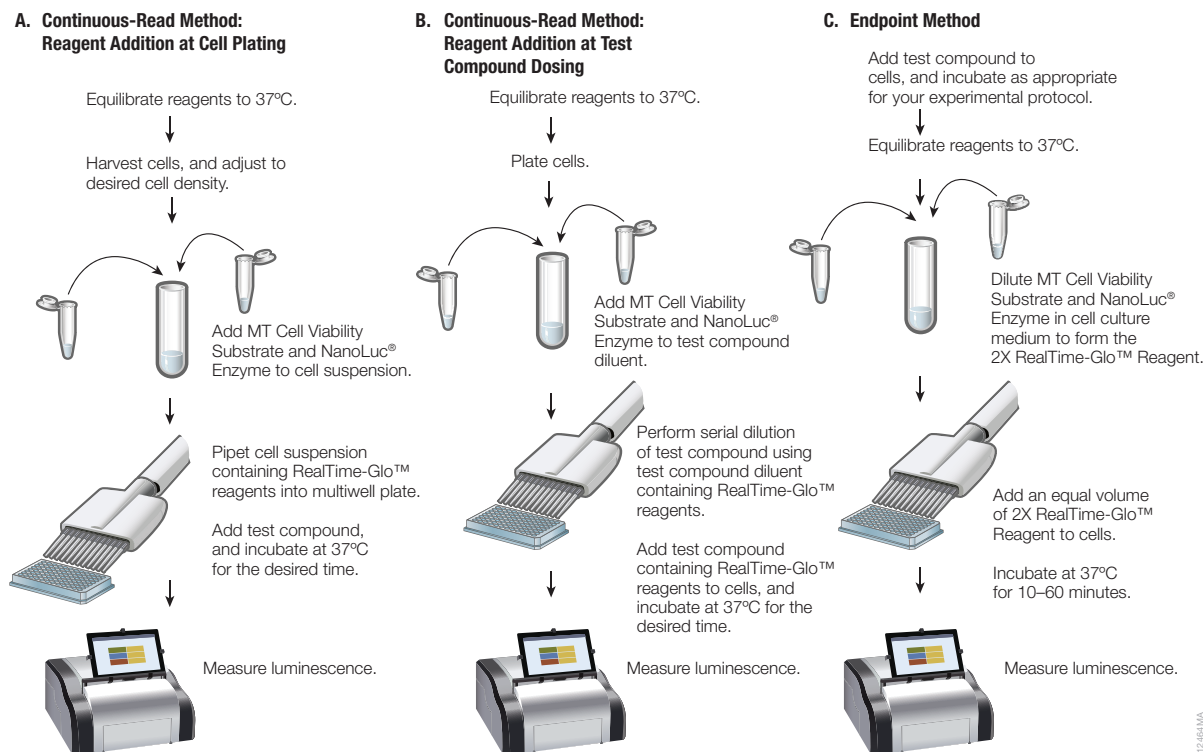 A. Continuous-Read Method:
Reagent Addition at Cell Plating
Equilibrate reagents to 37ºC.
Harvest cells, and adjust to
desired cell density.
Add MT Cell Viability
Substrate and NanoLuc®
Enzyme to cell suspension.
Pipet cell suspension
containing RealTime-Glo™
reagents into multiwell plate.
Add test compound,
and incubate at 37ºC
for the desired time.
Measure luminescence.
B. Continuous-Read Method:
Reagent Addition at Test
Compound Dosing
Equilibrate reagents to 37ºC.
Plate cells.
Add MT Cell Viability
Substrate and NanoLuc®
Enzyme to test compound
diluent.
Perform serial dilution
of test compound using
test compound diluent
containing RealTime-Glo™
reagents.
Add test compound
containing RealTime-Glo™
reagents to cells, and
incubate at 37ºC for the
desired time.
Measure luminescence.
C. Endpoint Method
Add test compound to
cells, and incubate as appropriate
for your experimental protocol.
Equilibrate reagents to 37ºC.
Dilute MT Cell Viability
Substrate and NanoLuc®
Enzyme in cell culture
medium to form the
2X RealTime-Glo™ Reagent.
Add an equal volume
of 2X RealTime-Glo™
Reagent to cells.
Incubate at 37ºC
for 10–60 minutes.
Measure luminescence.
12464MA